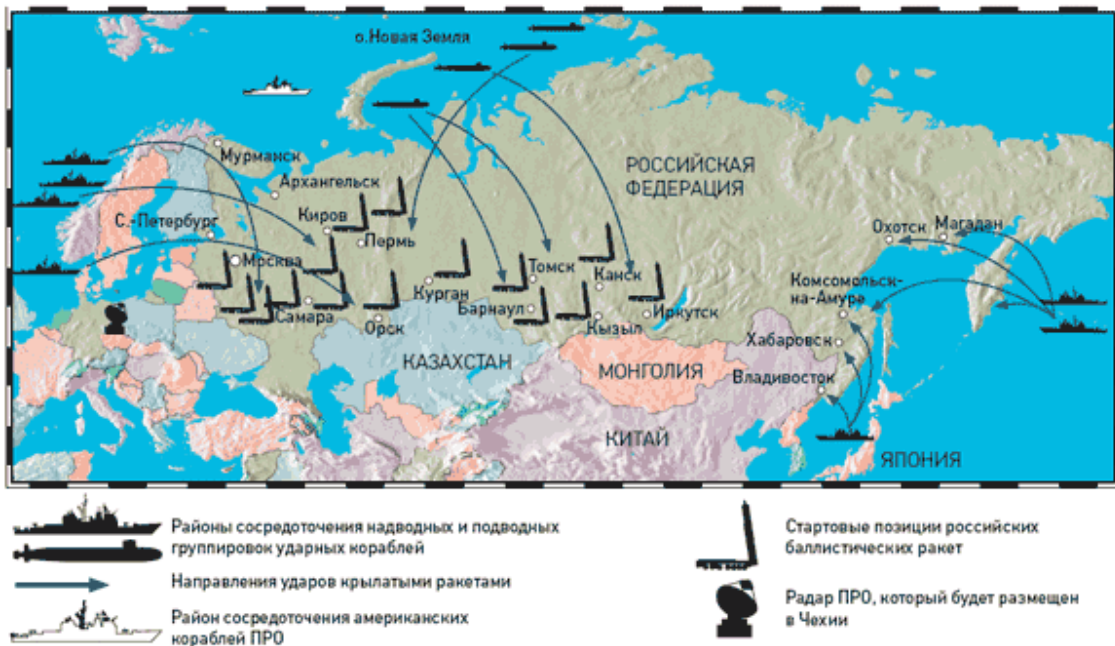 о.Новая Земля
Мурманск
Архангельск
РОССИЙСКАЯ
ФЕДЕРАЦИЯ
С.-Петербург
Киров
Пермь
Охотск
Магадан
Москва
Томск
Канск
Комсомольск-
на-Амуре
Курган
Самара
Орск
Барнаул
Кызыл
Иркутск
Хабаровск
КАЗАХСТАН
МОНГОЛИЯ
Владивосток
КИТАЙ
ЯПОНИЯ
Районы сосредоточения надводных и подводных
группировок ударных кораблей
Направления ударов крылатыми ракетами
Район сосредоточения американских
кораблей ПРО
Стартовые позиции российских
баллистических ракет
Радар ПРО, который будет размещен
в Чехии